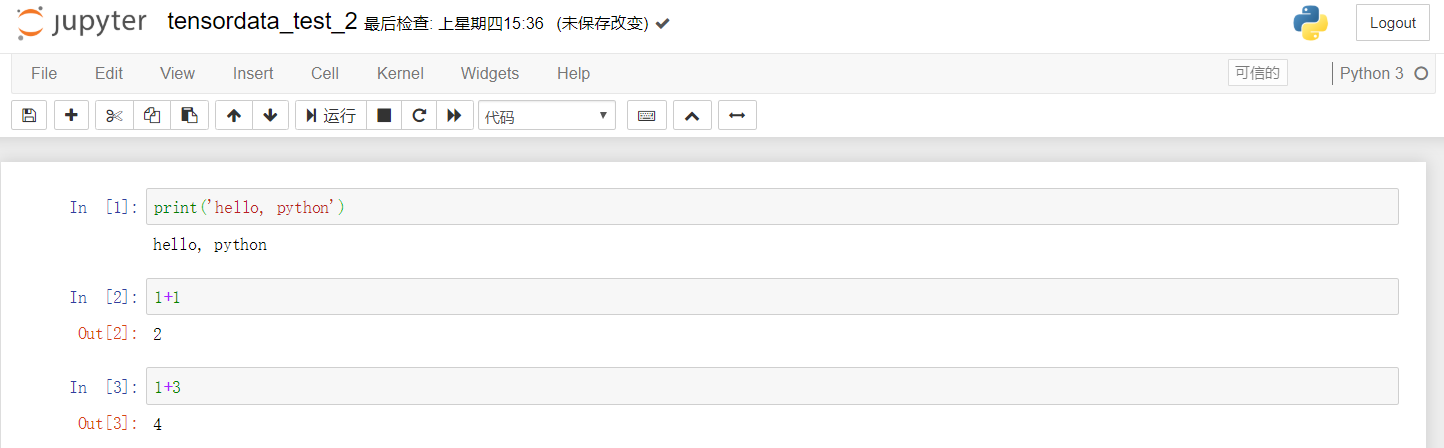 jupyter tensordata_test_2 最后检查: 上星期四15:36 (未保存改变) Logout
File Edit View Insert Cell Kernel Widgets Help 可信的 Python 3
运行 代码
In [1]: print('hello, python')
hello, python
In [2]: 1+1
Out[2]: 2
In [3]: 1+3
Out[3]: 4